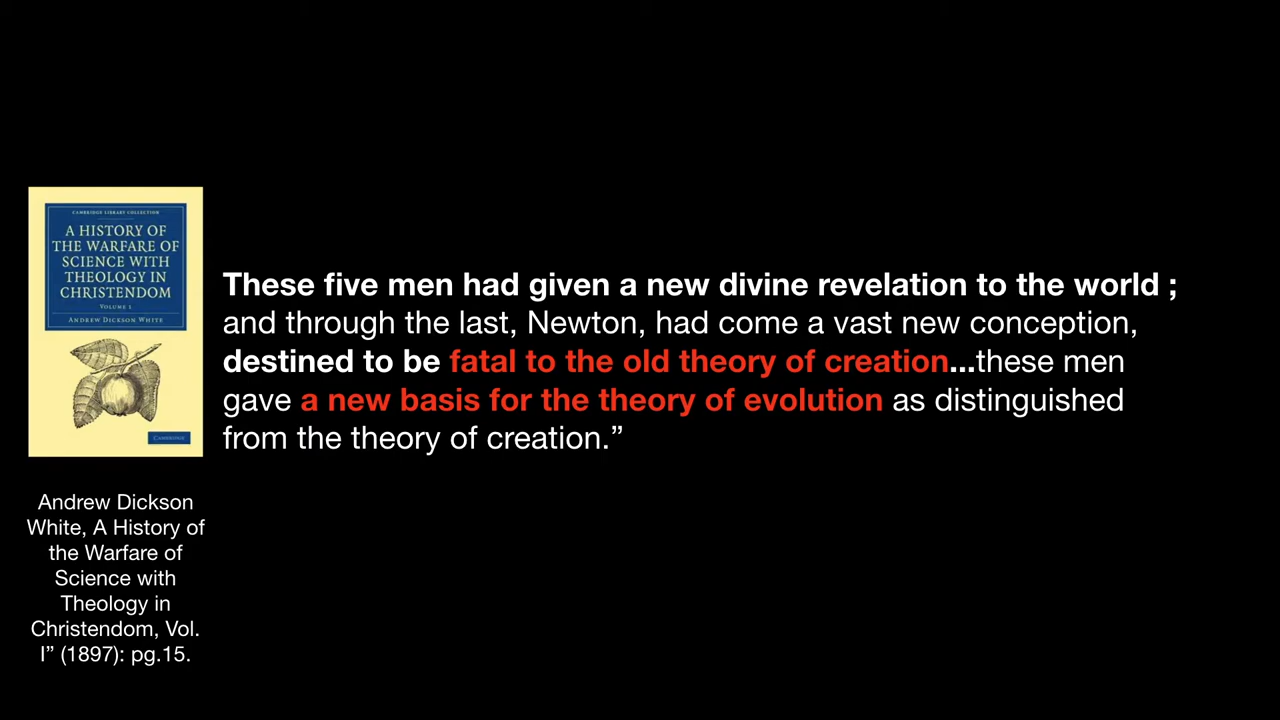 CAMBRIDGE LIBRARY COLLECTION
A HISTORY OF
THE WARFARE OF
SCIENCE WITH
THEOLOGY IN
CHRISTENDOM
VOLUME 1
ANDREW DICKSON WHITE
CAMBRIDGE
These five men had given a new divine revelation to the world ;
and through the last, Newton, had come a vast new conception,
destined to be fatal to the old theory of creation...these men
gave a new basis for the theory of evolution as distinguished
from the theory of creation.”
Andrew Dickson
White, A History of
the Warfare of
Science with
Theology in
Christendom, Vol.
I” (1897): pg.15.